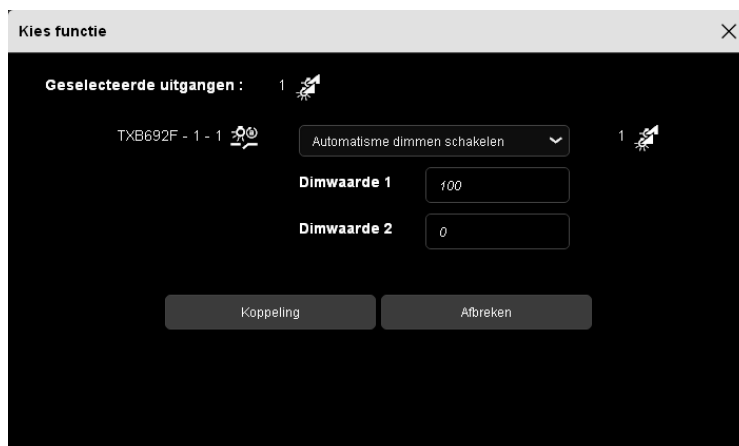 Kies functie
Geselecteerde uitgangen : 1
TXB692F - 1 - 1 Automatisme dimmen schakelen 1
Dimwaarde 1 100
Dimwaarde 2 0
Koppeling Afbreken